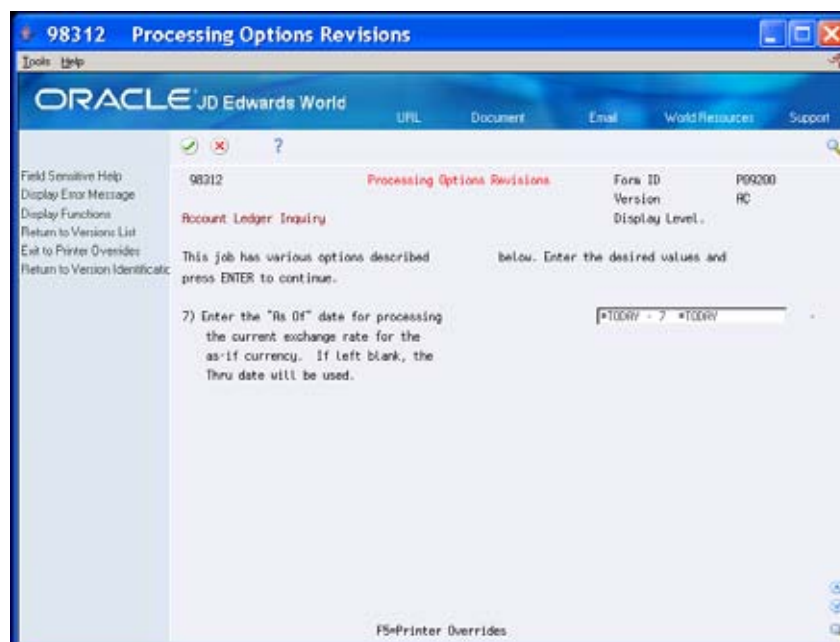 98312 Processing Options Revisions
Tools Help
ORACLE JD Edwards World
URL Document Email World Resources Support
?
Field Sensitive Help
Display Error Message
Display Functions
Return to Versions List
Exit to Printer Overrides
Return to Version Identificatic
98312 Processing Options Revisions Form ID P09200
Version AC
Account Ledger Inquiry Display Level.
This job has various options described below. Enter the desired values and
press ENTER to continue.
7) Enter the "As Of" date for processing *TODAY - 7 *TODAY
the current exchange rate for the
as-if currency. If left blank, the
Thru date will be used.
F5=Printer Overrides